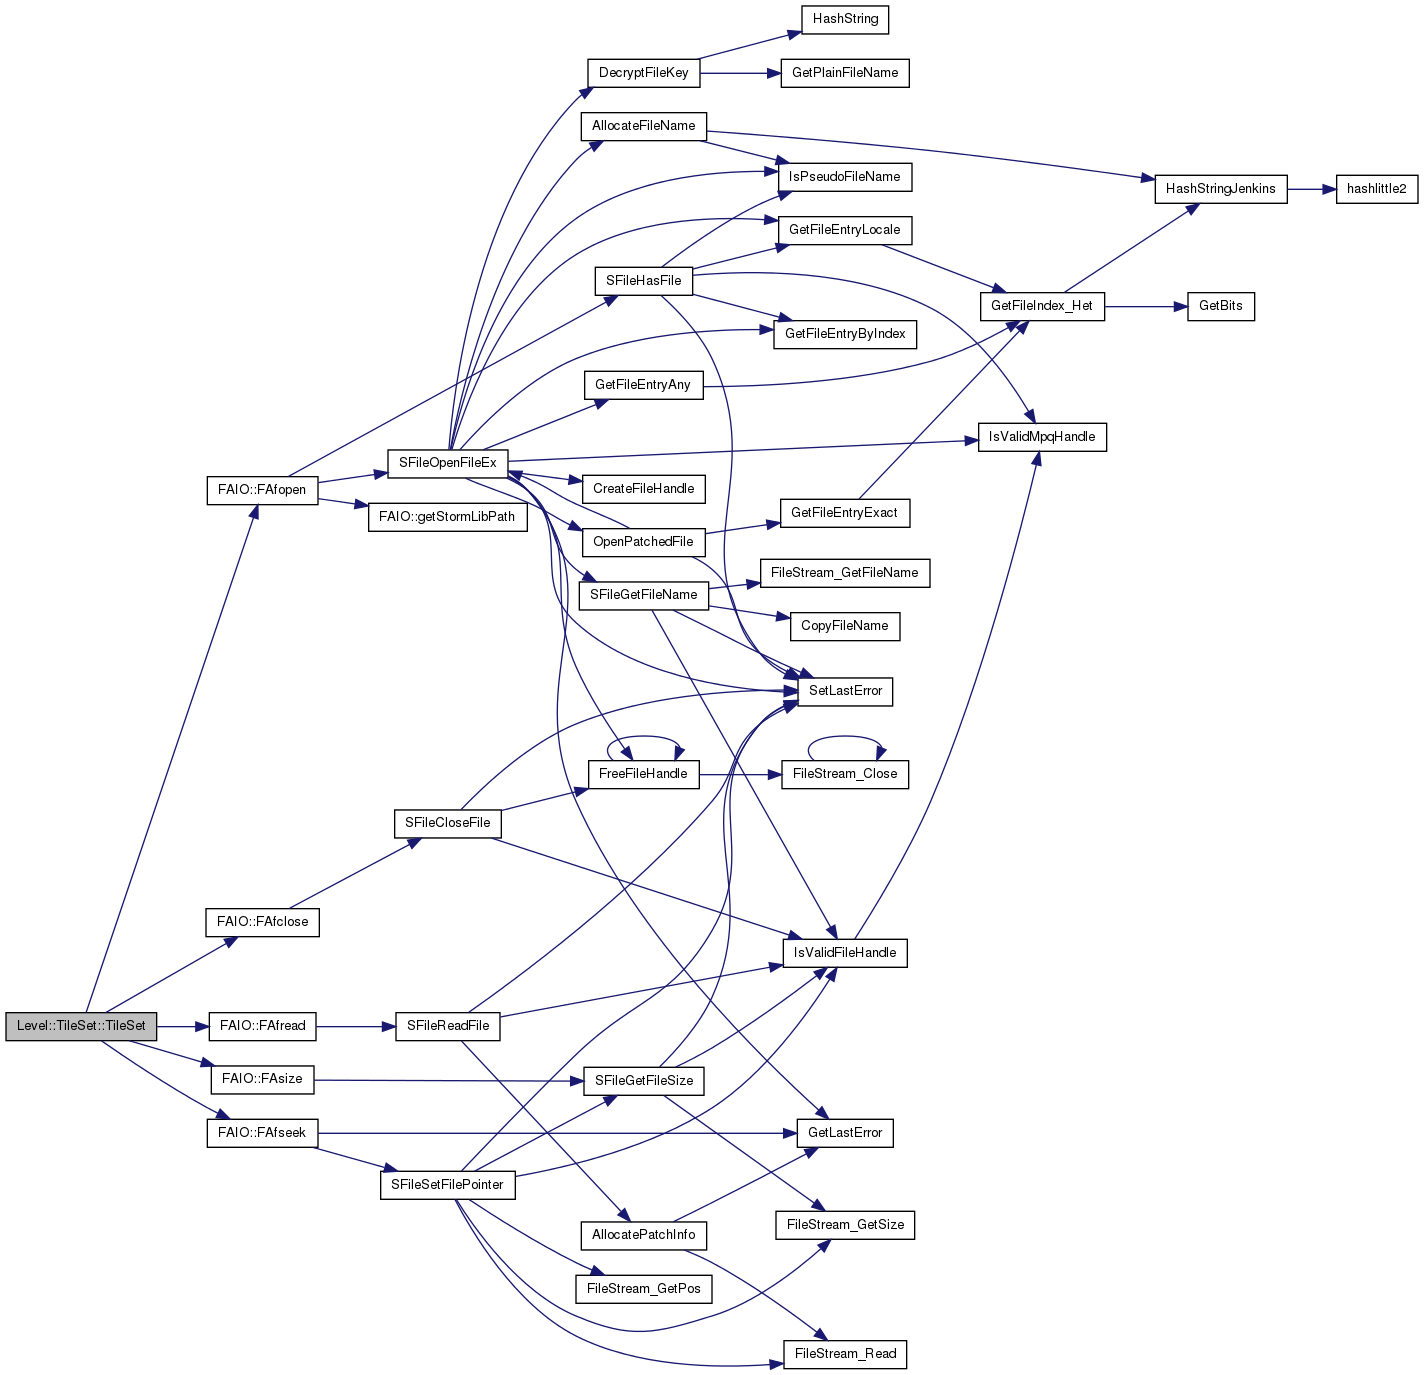 HashString
DecryptFileKey
GetPlainFileName
AllocateFileName
IsPseudoFileName
HashStringJenkins
hashlittle2
GetFileEntryLocale
SFileHasFile
GetFileIndex_Het
GetBits
GetFileEntryByIndex
GetFileEntryAny
IsValidMpqHandle
SFileOpenFileEx
FAIO::FAfopen
CreateFileHandle
FAIO::getStormLibPath
GetFileEntryExact
OpenPatchedFile
FileStream_GetFileName
SFileGetFileName
CopyFileName
SetLastError
FreeFileHandle
FileStream_Close
SFileCloseFile
FAIO::FAfclose
IsValidFileHandle
Level::TileSet::TileSet
FAIO::FAfread
SFileReadFile
FAIO::FAsize
SFileGetFileSize
FAIO::FAfseek
GetLastError
SFileSetFilePointer
FileStream_GetSize
AllocatePatchInfo
FileStream_GetPos
FileStream_Read